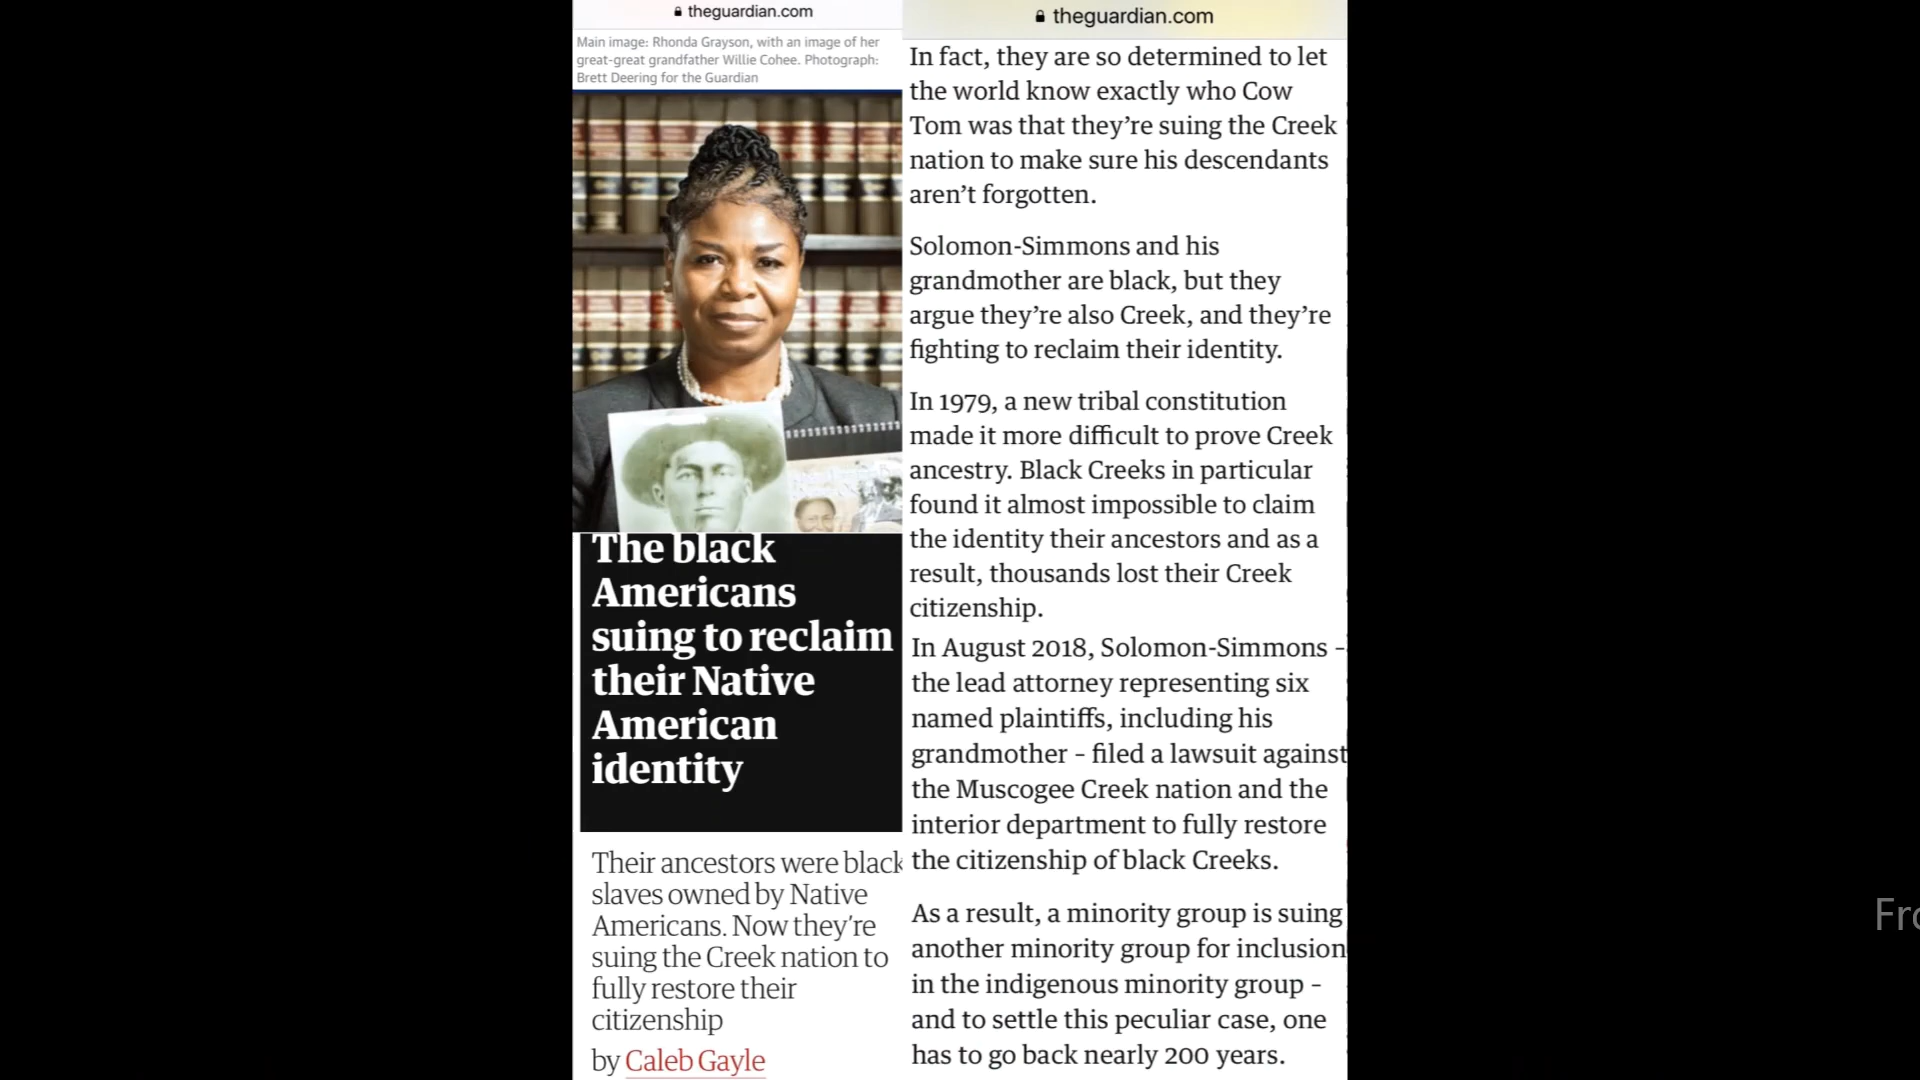 theguardian.com
Main image: Rhonda Grayson, with an image of her
great-great grandfather Willie Cohee. Photograph:
Brett Deering for the Guardian
The black
Americans
suing to reclaim
their Native
American
identity
Their ancestors were black
slaves owned by Native
Americans. Now they’re
suing the Creek nation to
fully restore their
citizenship
by Caleb Gayle
theguardian.com
In fact, they are so determined to let
the world know exactly who Cow
Tom was that they’re suing the Creek
nation to make sure his descendants
aren’t forgotten.
Solomon-Simmons and his
grandmother are black, but they
argue they’re also Creek, and they’re
fighting to reclaim their identity.
In 1979, a new tribal constitution
made it more difficult to prove Creek
ancestry. Black Creeks in particular
found it almost impossible to claim
the identity their ancestors and as a
result, thousands lost their Creek
citizenship.
In August 2018, Solomon-Simmons –
the lead attorney representing six
named plaintiffs, including his
grandmother – filed a lawsuit against
the Muscogee Creek nation and the
interior department to fully restore
the citizenship of black Creeks.
As a result, a minority group is suing
another minority group for inclusion
in the indigenous minority group –
and to settle this peculiar case, one
has to go back nearly 200 years.